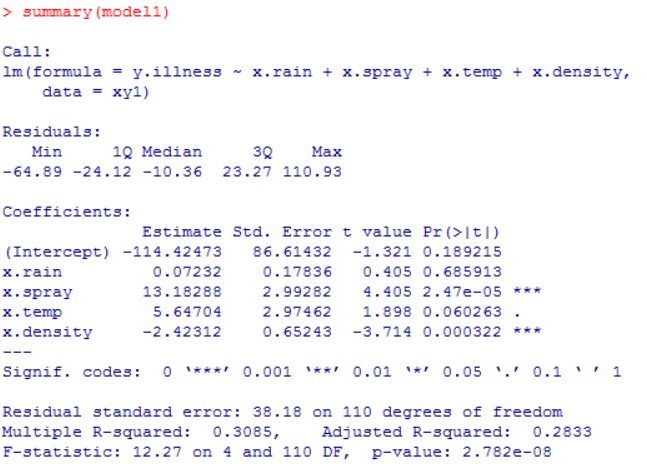 > summary(model1)
Call:
lm(formula = y.illness ~ x.rain + x.spray + x.temp + x.density,
    data = xy1)
Residuals:
   Min     1Q Median     3Q    Max
-64.89 -24.12 -10.36  23.27 110.93
Coefficients:
              Estimate Std. Error t value Pr(>|t|)
(Intercept) -114.42473   86.61432  -1.321 0.189215
x.rain         0.07232    0.17836   0.405 0.685913
x.spray       13.18288    2.99282   4.405 2.47e-05 ***
x.temp         5.64704    2.97462   1.898 0.060263 .
x.density     -2.42312    0.65243  -3.714 0.000322 ***
---
Signif. codes:  0 ‘***’ 0.001 ‘**’ 0.01 ‘*’ 0.05 ‘.’ 0.1 ‘ ’ 1
Residual standard error: 38.18 on 110 degrees of freedom
Multiple R-squared:  0.3085,    Adjusted R-squared:  0.2833
F-statistic: 12.27 on 4 and 110 DF,  p-value: 2.782e-08